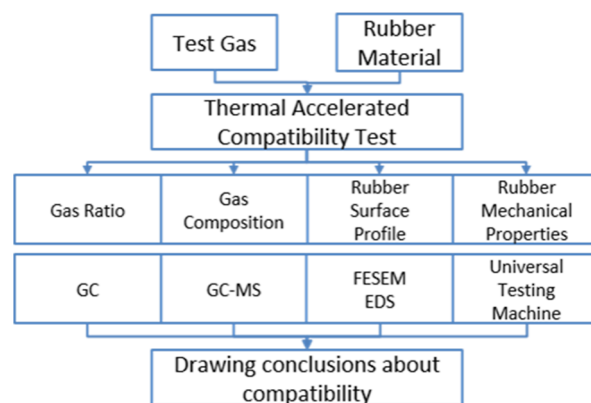 Test Gas
Rubber
Material
Thermal Accelerated
Compatibility Test
Gas Ratio
Gas
Composition
Rubber
Surface
Profile
Rubber
Mechanical
Properties
GC
GC-MS
FESEM
EDS
Universal
Testing
Machine
Drawing conclusions about
compatibility